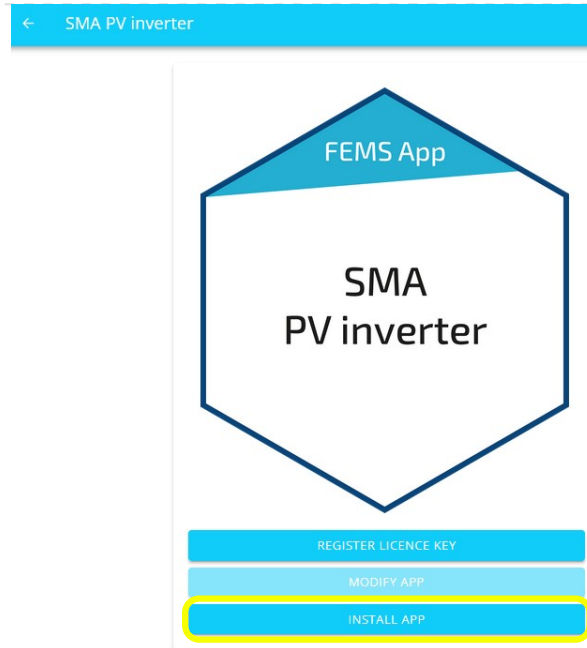 SMA PV inverter
FEMS App
SMA
PV inverter
REGISTER LICENCE KEY
MODIFY APP
INSTALL APP